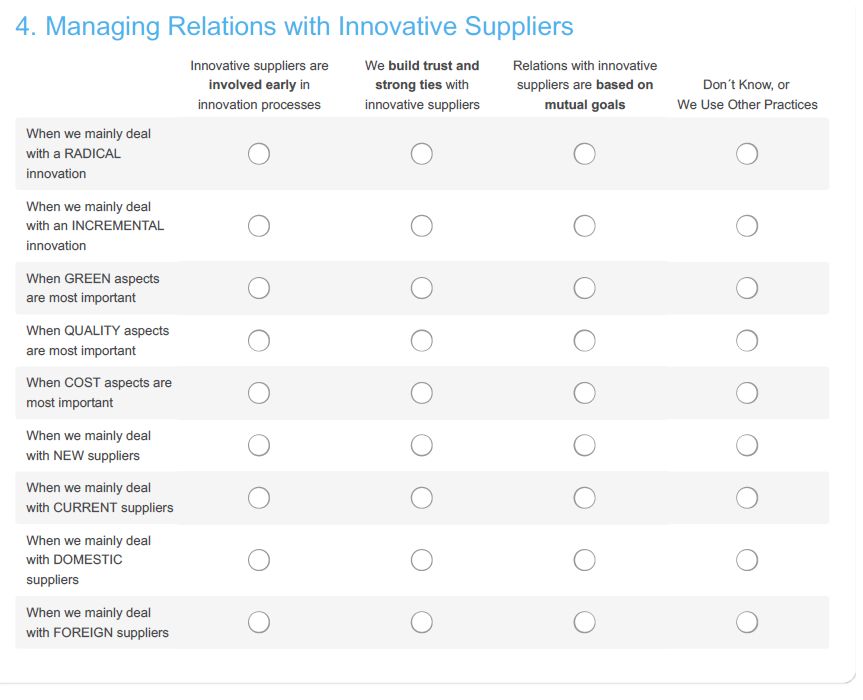 4. Managing Relations with Innovative Suppliers
Innovative suppliers are
involved early in
innovation processes
We build trust and
strong ties with
innovative suppliers
Relations with innovative
suppliers are based on
mutual goals
Don´t Know, or
We Use Other Practices
When we mainly deal
with a RADICAL
innovation
When we mainly deal
with an INCREMENTAL
innovation
When GREEN aspects
are most important
When QUALITY aspects
are most important
When COST aspects are
most important
When we mainly deal
with NEW suppliers
When we mainly deal
with CURRENT suppliers
When we mainly deal
with DOMESTIC
suppliers
When we mainly deal
with FOREIGN suppliers